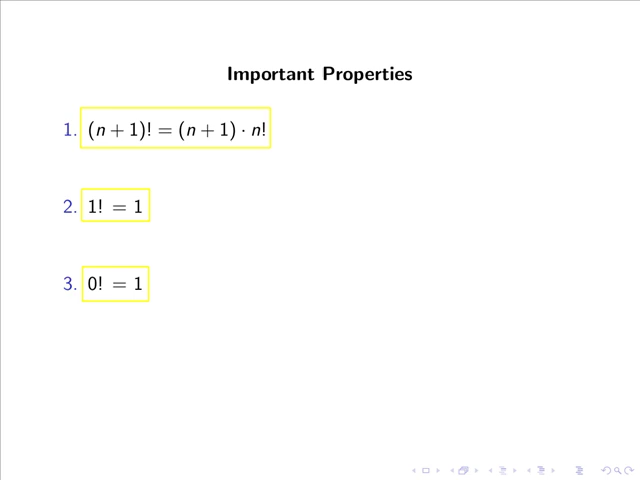 Important Properties
1. (n + 1)! = (n + 1) · n!
2. 1! = 1
3. 0! = 1